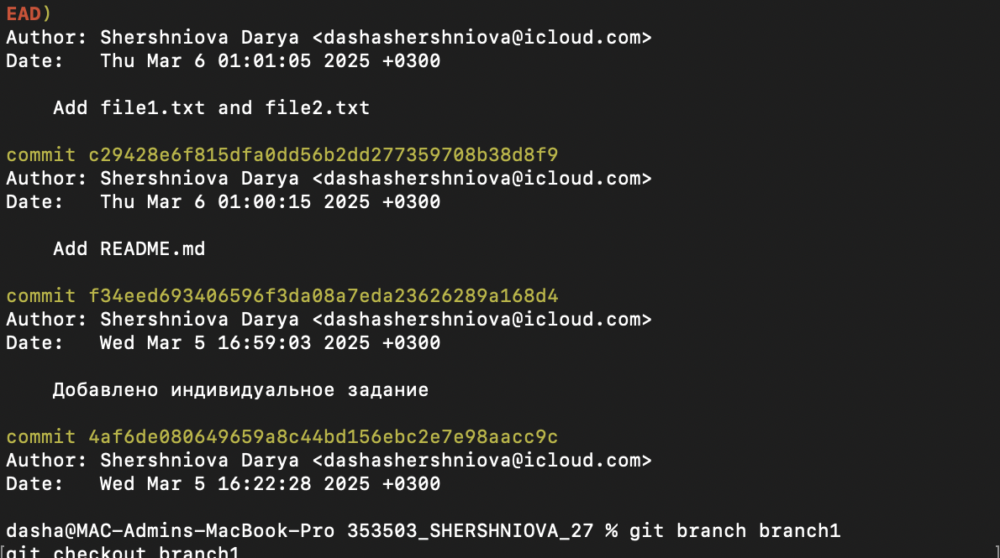 EAD)
Author: Shershniova Darya <dashashershniova@icloud.com>
Date:   Thu Mar 6 01:01:05 2025 +0300
    Add file1.txt and file2.txt
commit c29428e6f815dfa0dd56b2dd277359708b38d8f9
Author: Shershniova Darya <dashashershniova@icloud.com>
Date:   Thu Mar 6 01:00:15 2025 +0300
    Add README.md
commit f34eed693406596f3da08a7eda23626289a168d4
Author: Shershniova Darya <dashashershniova@icloud.com>
Date:   Wed Mar 5 16:59:03 2025 +0300
    Добавлено индивидуальное задание
commit 4af6de080649659a8c44bd156ebc2e7e98aacc9c
Author: Shershniova Darya <dashashershniova@icloud.com>
Date:   Wed Mar 5 16:22:28 2025 +0300
dasha@MAC-Admins-MacBook-Pro 353503_SHERSHNIOVA_27 % git branch branch1
git checkout branch1